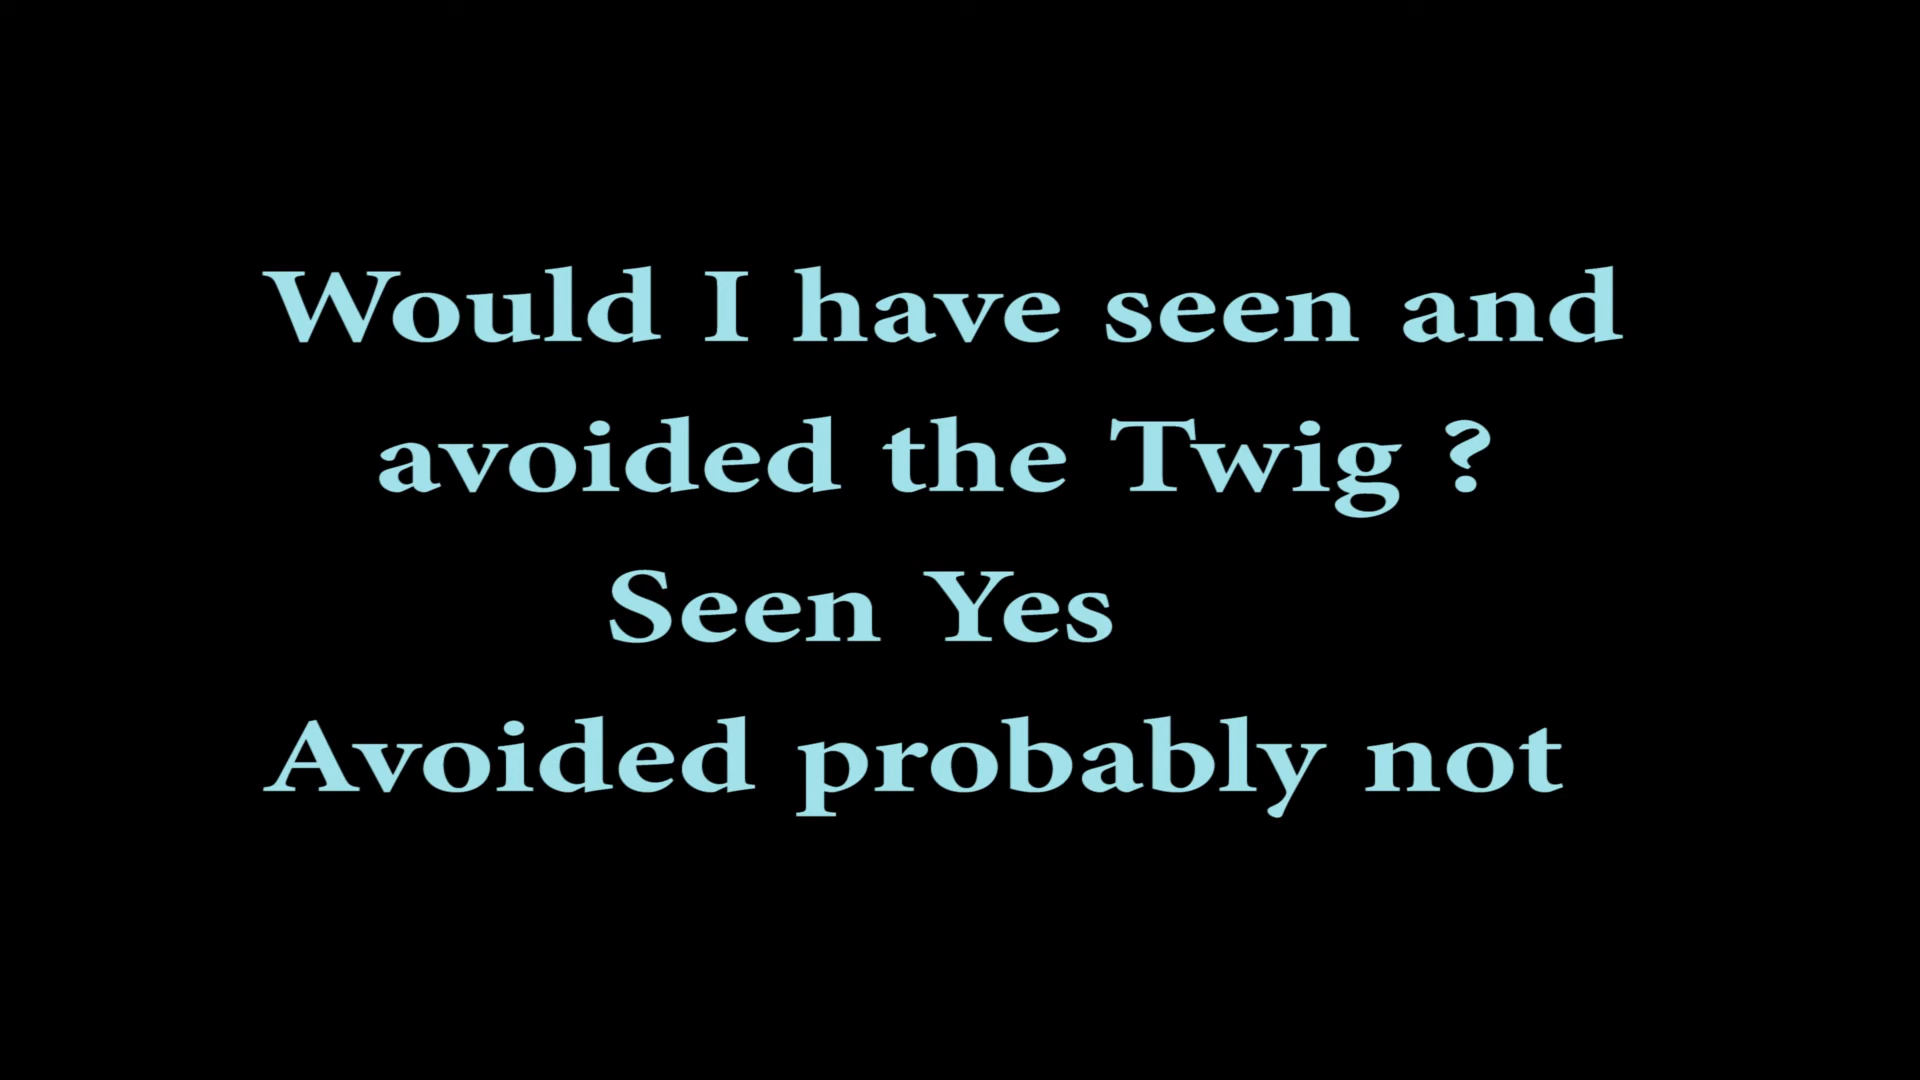 Would I have seen and
avoided the Twig ?
Seen Yes
Avoided probably not